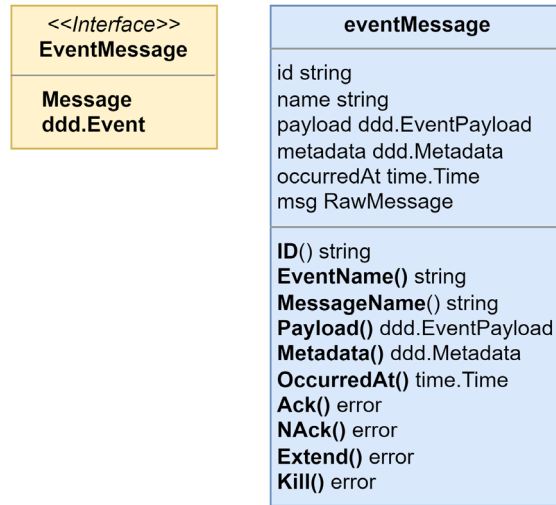 <<Interface>>
EventMessage
Message
ddd.Event
eventMessage
id string
name string
payload ddd.EventPayload
metadata ddd.Metadata
occurredAt time.Time
msg RawMessage
ID() string
EventName() string
MessageName() string
Payload() ddd.EventPayload
Metadata() ddd.Metadata
OccurredAt() time.Time
Ack() error
NAck() error
Extend() error
Kill() error